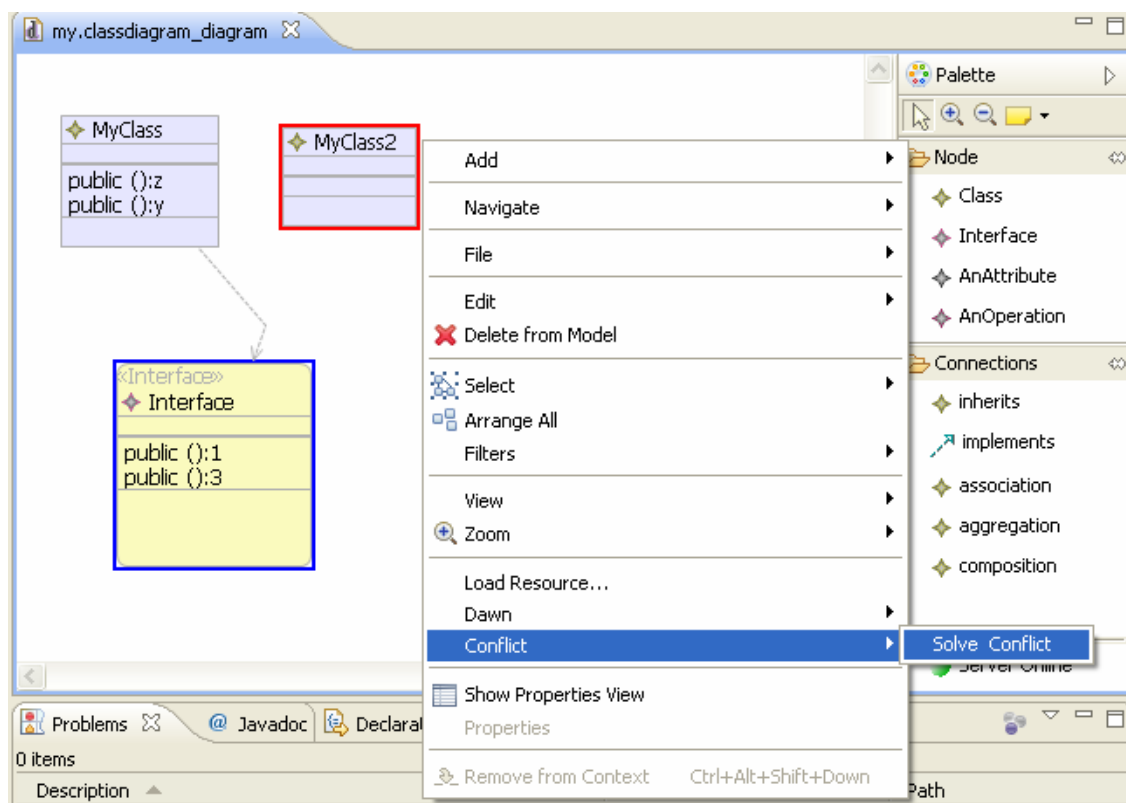 my.classdiagram_diagram
MyClass
public ():z
public ():y
MyClass2
«Interface»
Interface
public ():1
public ():3
Add
Navigate
File
Edit
Delete from Model
Select
Arrange All
Filters
View
Zoom
Load Resource...
Dawn
Conflict
Solve Conflict
Show Properties View
Properties
Remove from Context Ctrl+Alt+Shift+Down
Palette
Node
Class
Interface
AnAttribute
AnOperation
Connections
inherits
implements
association
aggregation
composition
Server Online
Problems
@ Javadoc
Declarat
0 items
Description
Path